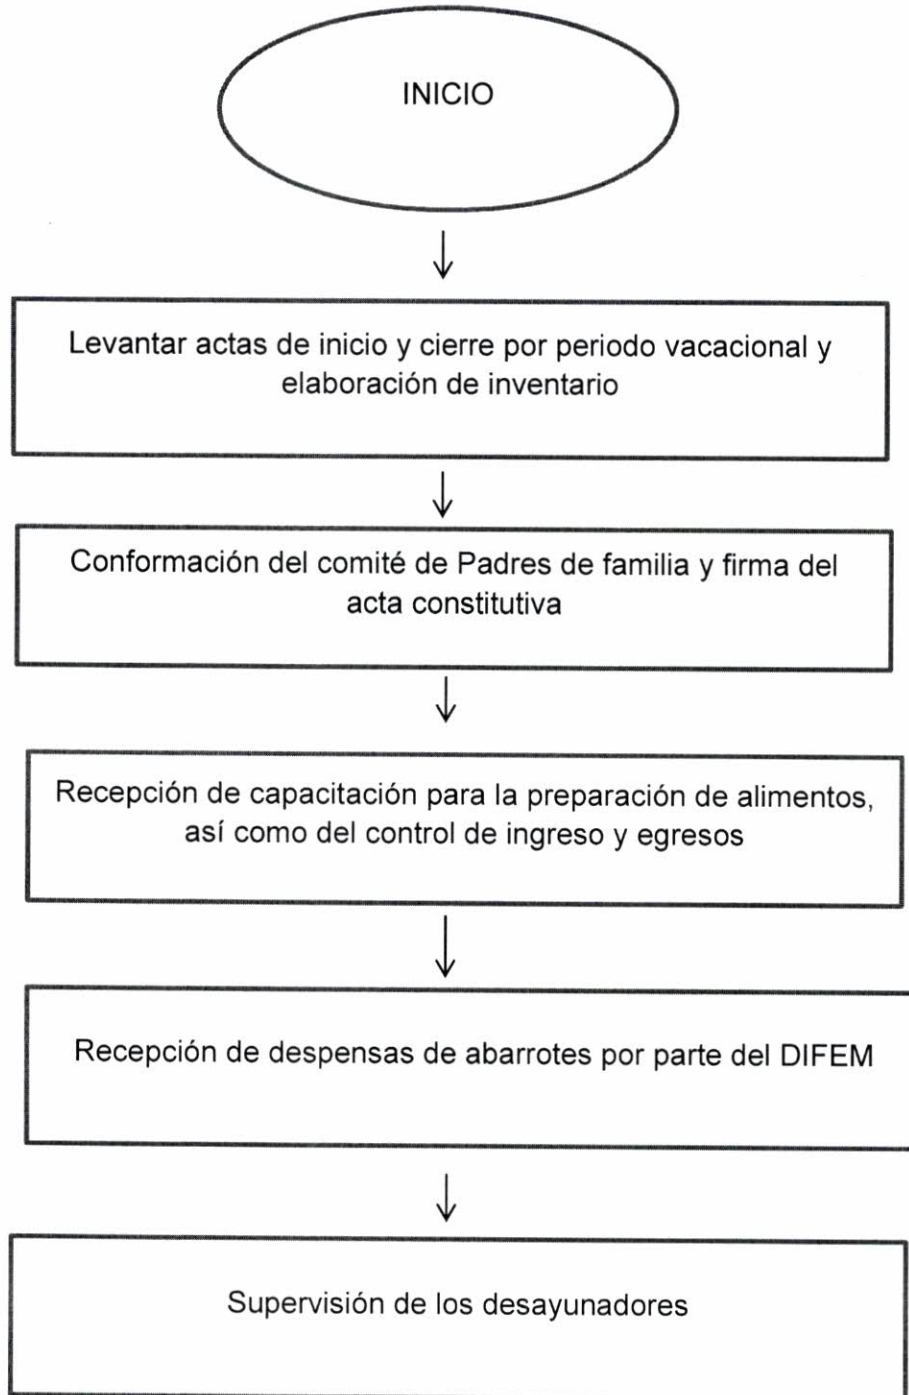 INICIO
Levantar actas de inicio y cierre por periodo vacacional y
elaboración de inventario
Conformación del comité de Padres de familia y firma del
acta constitutiva
Recepción de capacitación para la preparación de alimentos,
así como del control de ingreso y egresos
Recepción de despensas de abarrotes por parte del DIFEM
Supervisión de los desayunadores